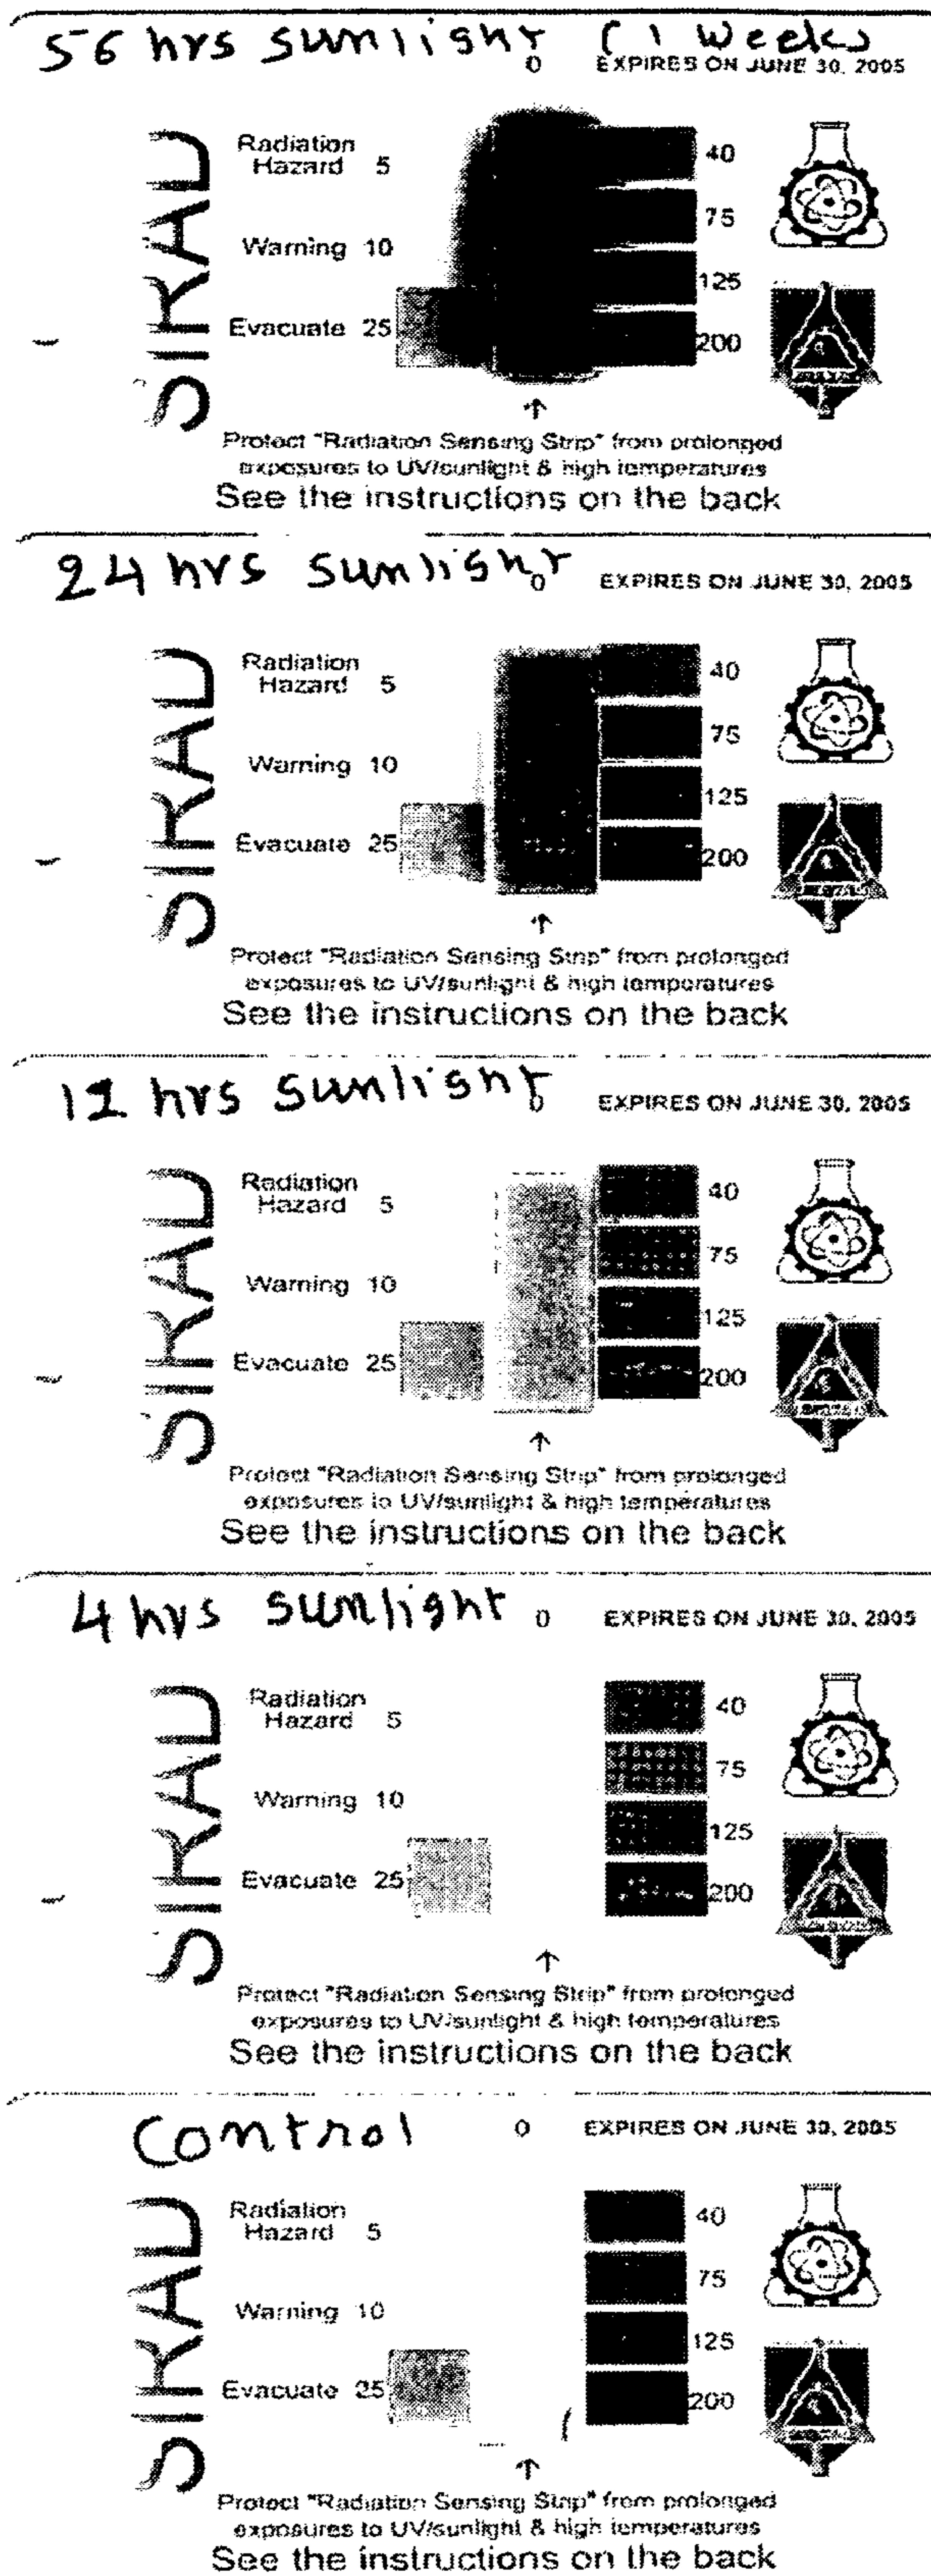 56 hrs sunlight (1 week)
0 EXPIRES ON JUNE 30, 2005
SIRAD
Radiation
Hazard 5
40
75
Warning 10
125
Evacuate 25
200
↑
Protect "Radiation Sensing Strip" from prolonged
exposures to UV/sunlight & high temperatures
See the instructions on the back
24 hrs sunlight
0 EXPIRES ON JUNE 30, 2005
SIRAD
Radiation
Hazard 5
40
75
Warning 10
125
Evacuate 25
200
↑
Protect "Radiation Sensing Strip" from prolonged
exposures to UV/sunlight & high temperatures
See the instructions on the back
12 hrs sunlight
0 EXPIRES ON JUNE 30, 2005
SIRAD
Radiation
Hazard 5
40
75
Warning 10
125
Evacuate 25
200
↑
Protect "Radiation Sensing Strip" from prolonged
exposures to UV/sunlight & high temperatures
See the instructions on the back
4 hrs sunlight
0 EXPIRES ON JUNE 30, 2005
SIRAD
Radiation
Hazard 5
40
75
Warning 10
125
Evacuate 25
200
↑
Protect "Radiation Sensing Strip" from prolonged
exposures to UV/sunlight & high temperatures
See the instructions on the back
Control
0 EXPIRES ON JUNE 30, 2005
SIRAD
Radiation
Hazard 5
40
75
Warning 10
125
Evacuate 25
200
↑
Protect "Radiation Sensing Strip" from prolonged
exposures to UV/sunlight & high temperatures
See the instructions on the back